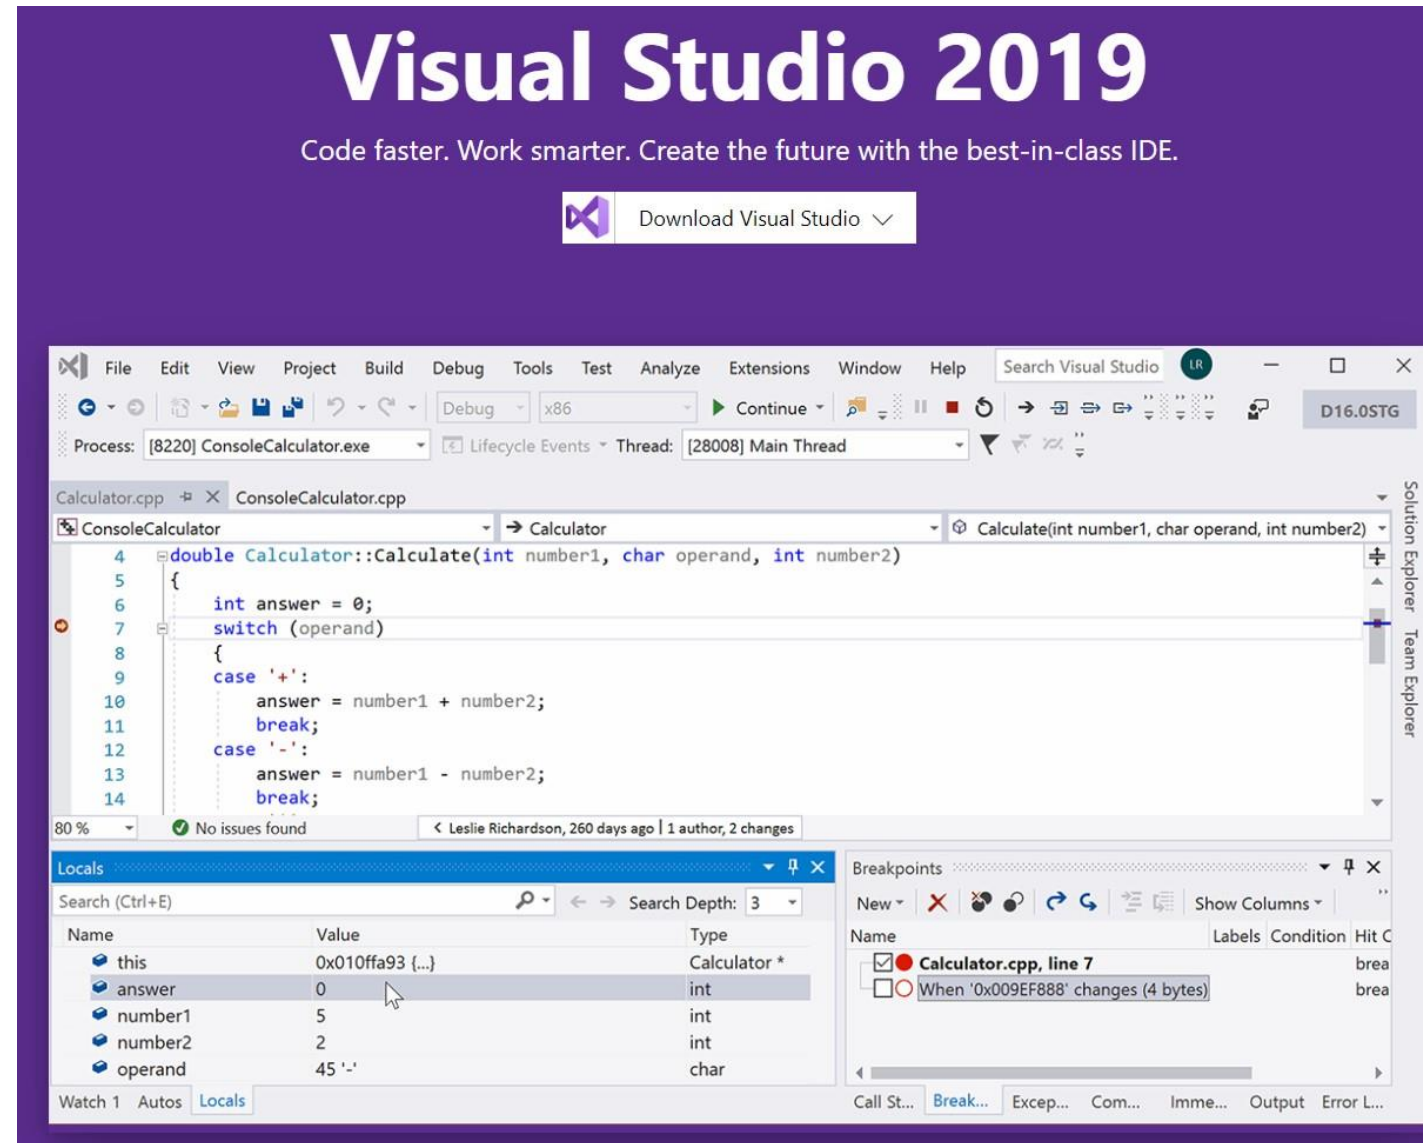 Visual Studio 2019
Code faster. Work smarter. Create the future with the best-in-class IDE.
Download Visual Studio
File Edit View Project Build Debug Tools Test Analyze Extensions Window Help Search Visual Studio LR
Debug x86 Continue D16.0STG
Process: [8220] ConsoleCalculator.exe Lifecycle Events Thread: [28008] Main Thread
Calculator.cpp ConsoleCalculator.cpp
ConsoleCalculator Calculator Calculate(int number1, char operand, int number2)
Solution Explorer
Team Explorer
4 double Calculator::Calculate(int number1, char operand, int number2)
5 {
6 int answer = 0;
7 switch (operand)
8 {
9 case '+':
10 answer = number1 + number2;
11 break;
12 case '-':
13 answer = number1 - number2;
14 break;
80 % No issues found < Leslie Richardson, 260 days ago | 1 author, 2 changes
Locals
Search (Ctrl+E) Search Depth: 3
Name Value Type
this 0x010ffa93 {...} Calculator *
answer 0 int
number1 5 int
number2 2 int
operand 45 '-' char
Watch 1 Autos Locals
Breakpoints
New Show Columns
Name Labels Condition Hit C
Calculator.cpp, line 7 brea
When '0x009EF888' changes (4 bytes) brea
Call St... Break... Excep... Com... Imme... Output Error L...